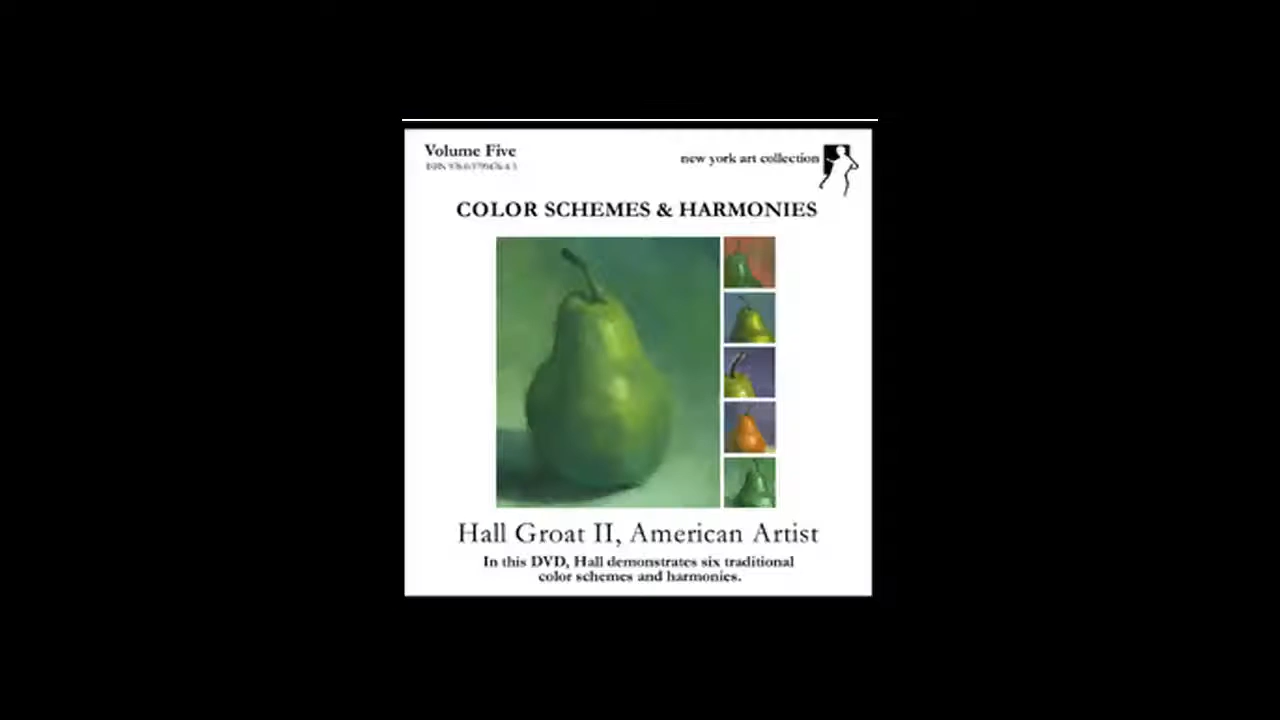 Volume Five
new york art collection
ISBN
COLOR SCHEMES & HARMONIES
Hall Groat II, American Artist
In this DVD, Hall demonstrates six traditional
color schemes and harmonies.